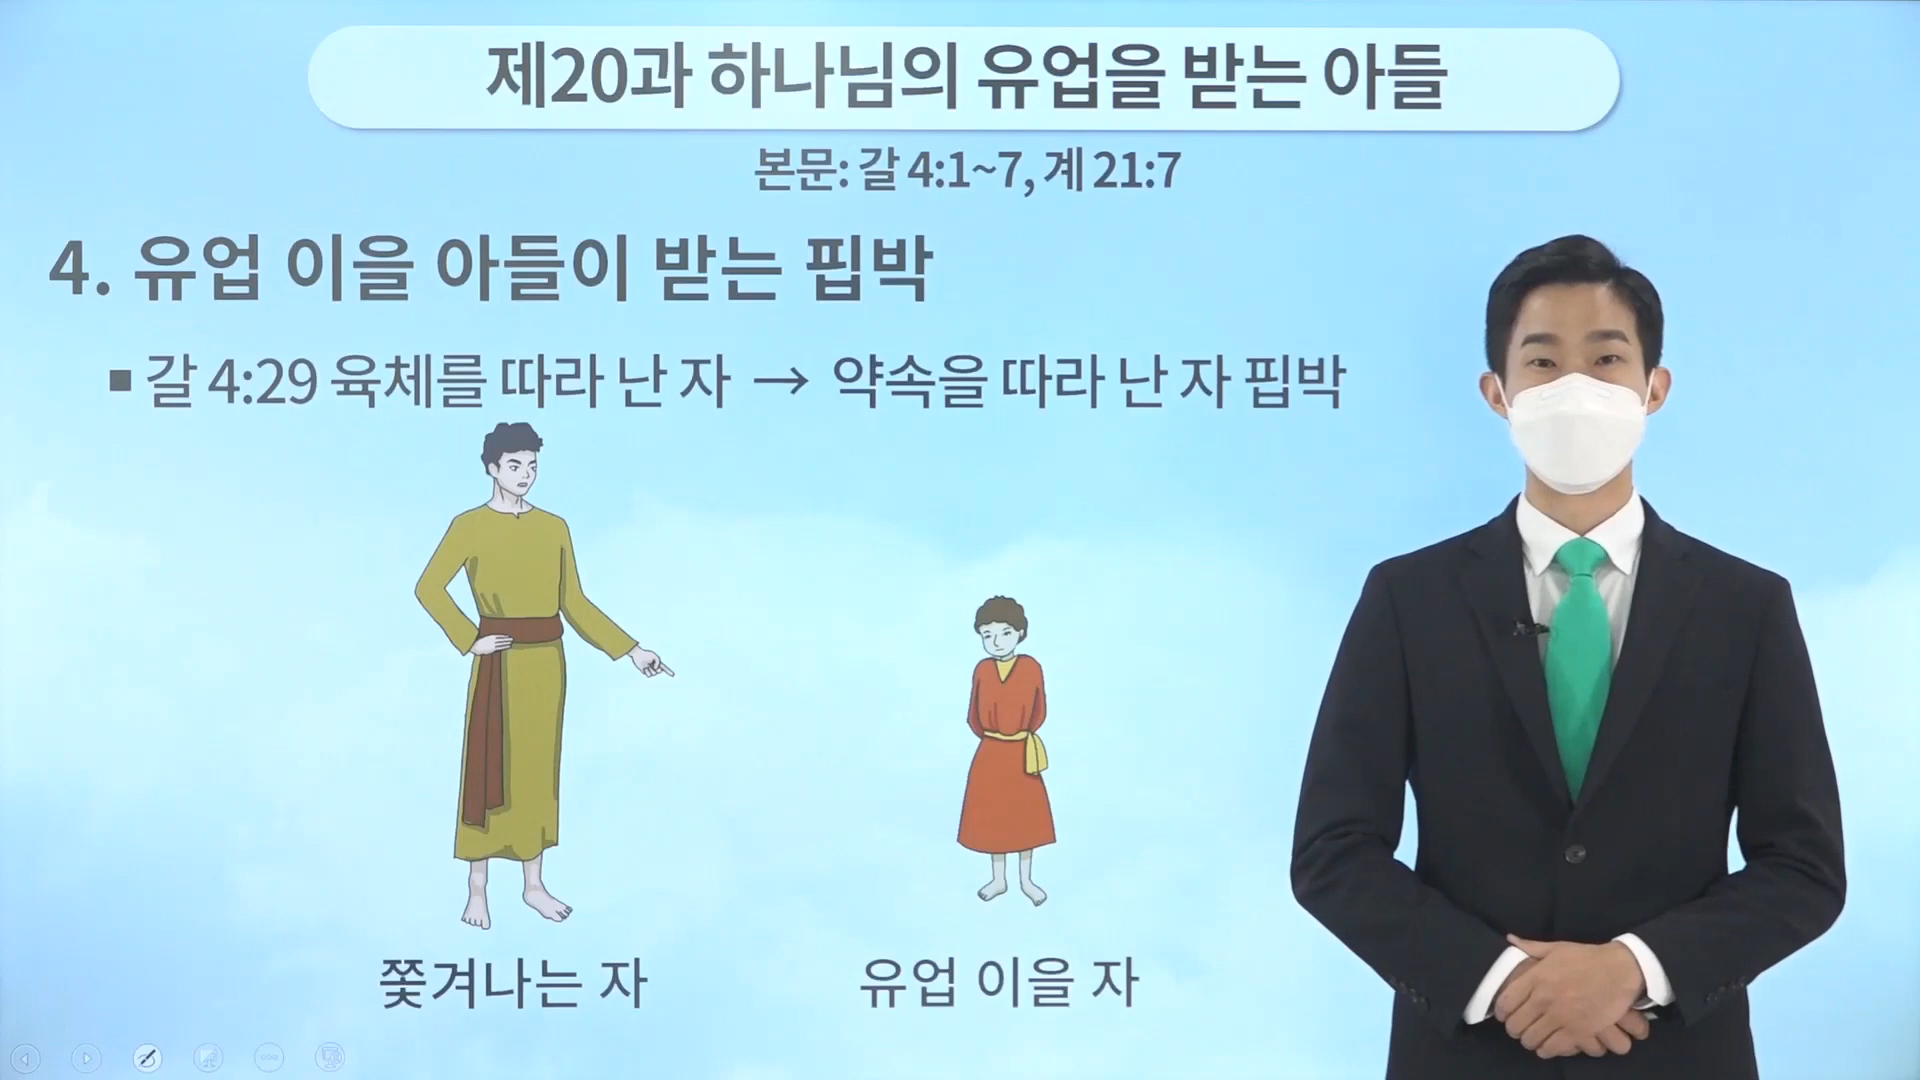 제20과 하나님의 유업을 받는 아들
본문: 갈 4:1~7, 계 21:7
4. 유업 이을 아들이 받는 핍박
▪ 갈 4:29 육체를 따라 난 자 → 약속을 따라 난 자 핍박
쫓겨나는 자
유업 이을 자